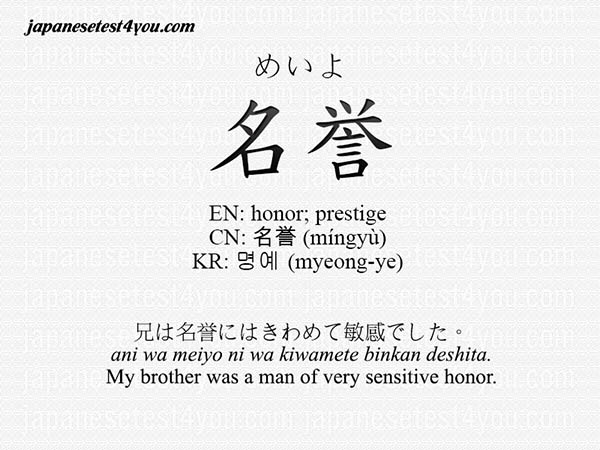 japanesetest4you.com
めいよ
名誉
EN: honor; prestige
CN: 名誉 (míngyù)
KR: 명예 (myeong-ye)
兄は名誉にはきわめて敏感でした。
ani wa meiyo ni wa kiwamete binkan deshita.
My brother was a man of very sensitive honor.